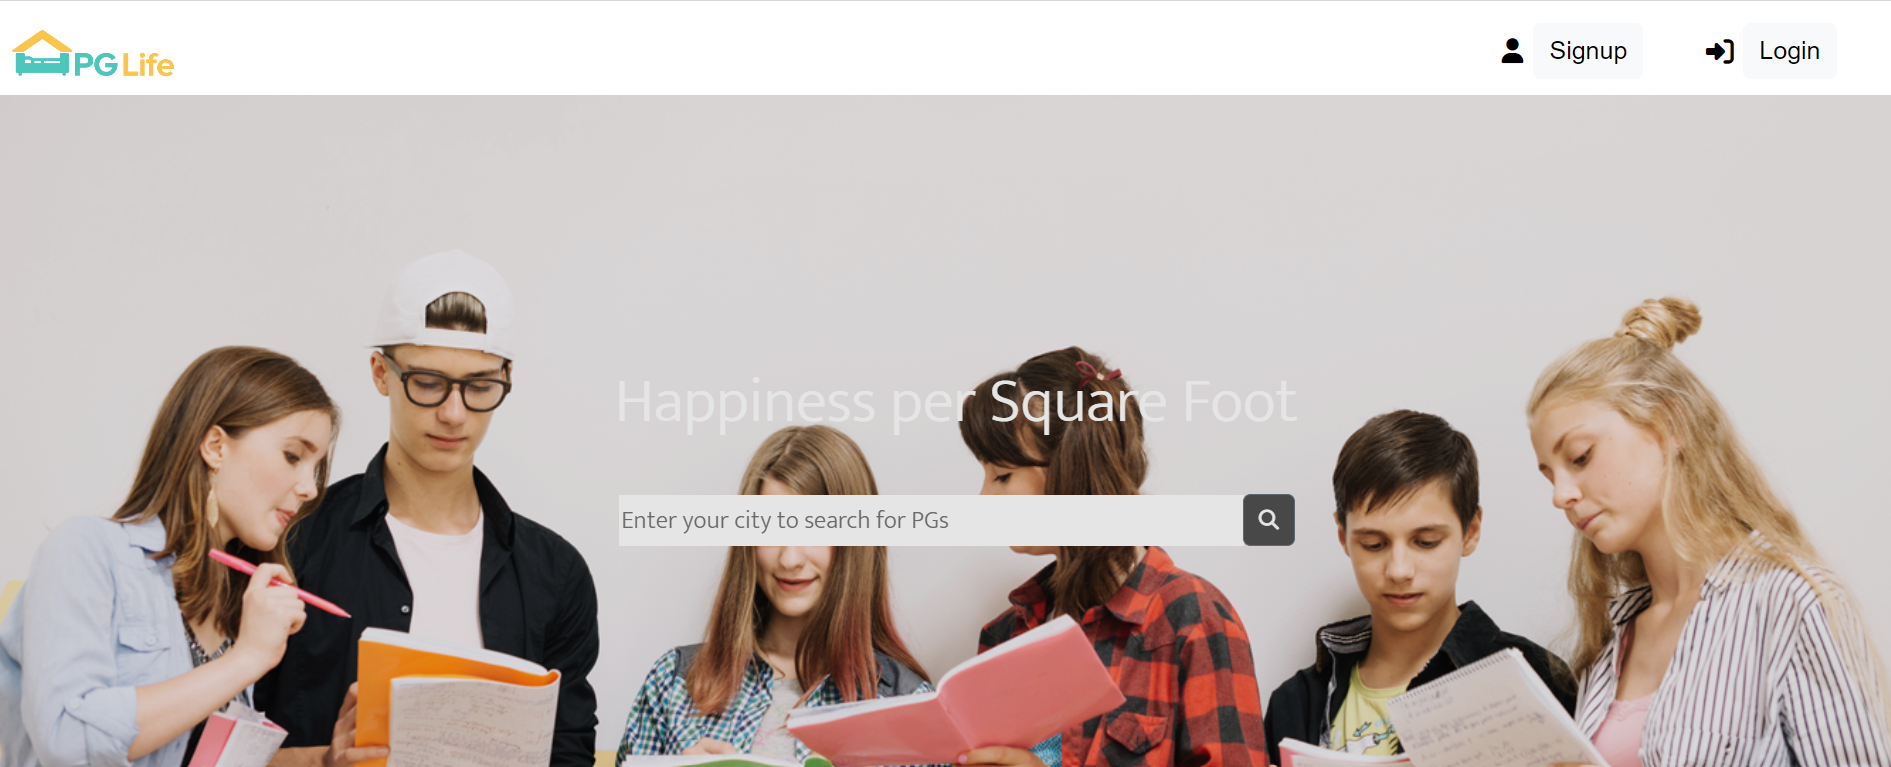 PG Life
Signup
Login
Happiness per Square Foot
Enter your city to search for PGs